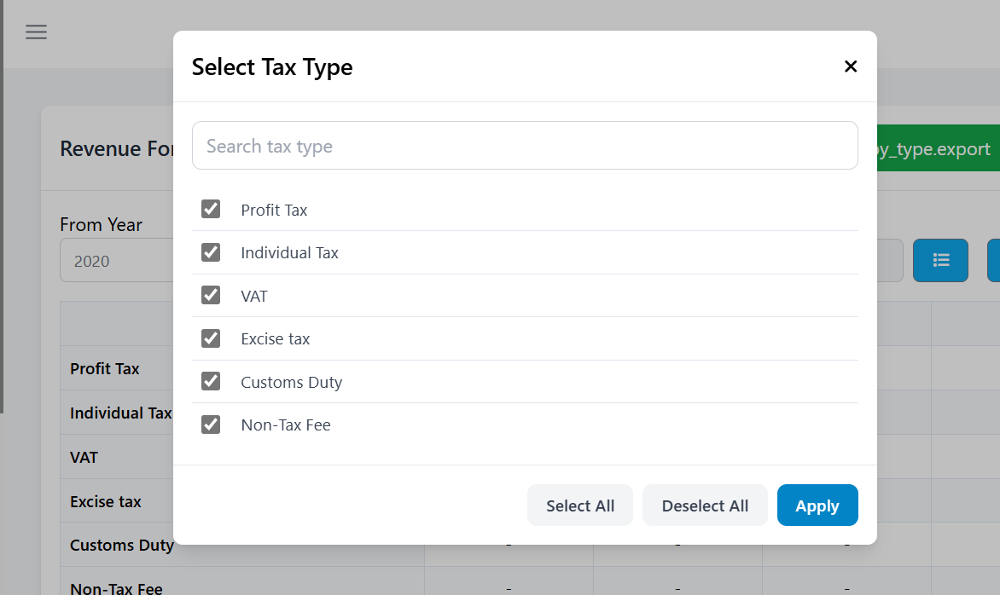 Select Tax Type
Revenue For
by_type.export
Search tax type
From Year
2020
Profit Tax
Individual Tax
VAT
Excise tax
Customs Duty
Non-Tax Fee
Select All
Deselect All
Apply
Profit Tax
Individual Tax
VAT
Excise tax
Customs Duty
- - -
Non-Tax Fee
- - -